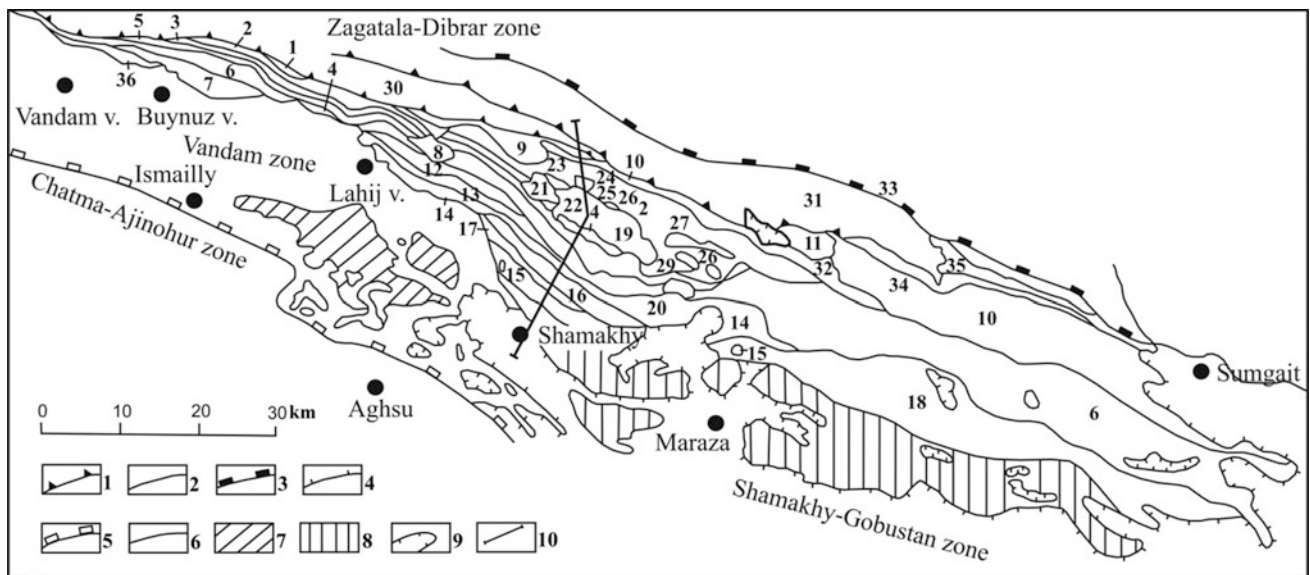 5 3 2
Zagatala-Dibrar zone
1
4
36 7 6
30
Vandam v. Buynuz v.
Vandam zone
10
33
8 9
23
24
12 21 25 26
31
Ismailly
Lahij v.
13
22 4 2
14
19
27
11
Chatma-Ajinohur zone
17
29 26
32
35
34
15
16
20
10
Shamakhy
14
15
Sumgait
Aghsu
18
6
Maraza
0 10 20 30 km
Shamakhy-Gobustan zone
1 2 3 4
5 6 7 8 9 10